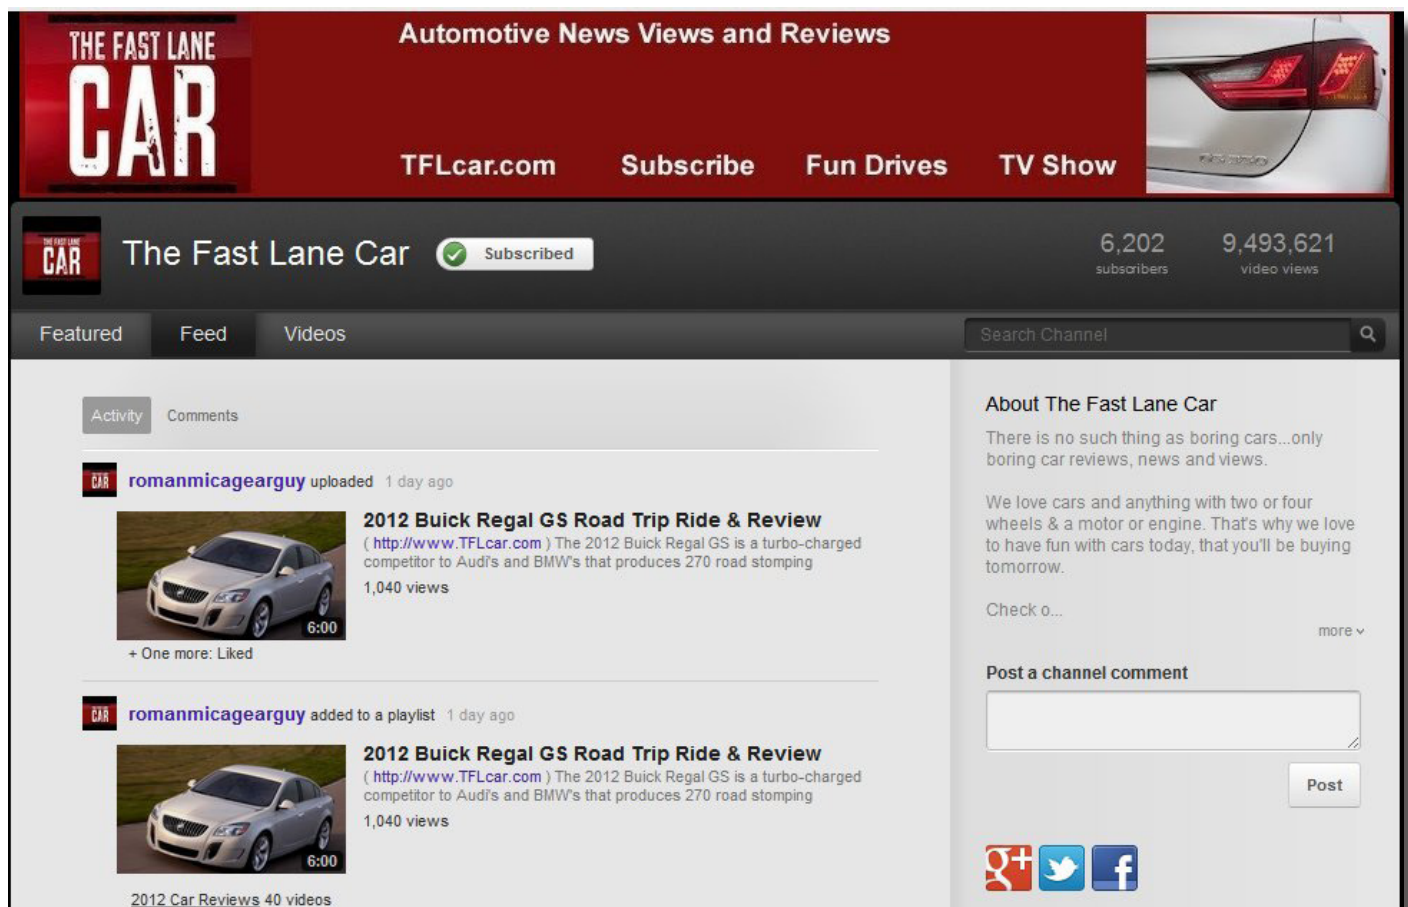 THE FAST LANE
CAR
Automotive News Views and Reviews
TFLcar.com Subscribe Fun Drives TV Show
THE FAST LANE
CAR
The Fast Lane Car
Subscribed
6,202
subscribers
9,493,621
video views
Featured Feed Videos
Search Channel
Activity Comments
CAR
romanmicagearguy uploaded 1 day ago
2012 Buick Regal GS Road Trip Ride & Review
( http://www.TFLcar.com ) The 2012 Buick Regal GS is a turbo-charged
competitor to Audi's and BMW's that produces 270 road stomping
1,040 views
6:00
+ One more: Liked
CAR
romanmicagearguy added to a playlist 1 day ago
2012 Buick Regal GS Road Trip Ride & Review
( http://www.TFLcar.com ) The 2012 Buick Regal GS is a turbo-charged
competitor to Audi's and BMW's that produces 270 road stomping
1,040 views
6:00
2012 Car Reviews 40 videos
About The Fast Lane Car
There is no such thing as boring cars...only
boring car reviews, news and views.
We love cars and anything with two or four
wheels & a motor or engine. That's why we love
to have fun with cars today, that you'll be buying
tomorrow.
Check o...
more
Post a channel comment
Post
g+
f